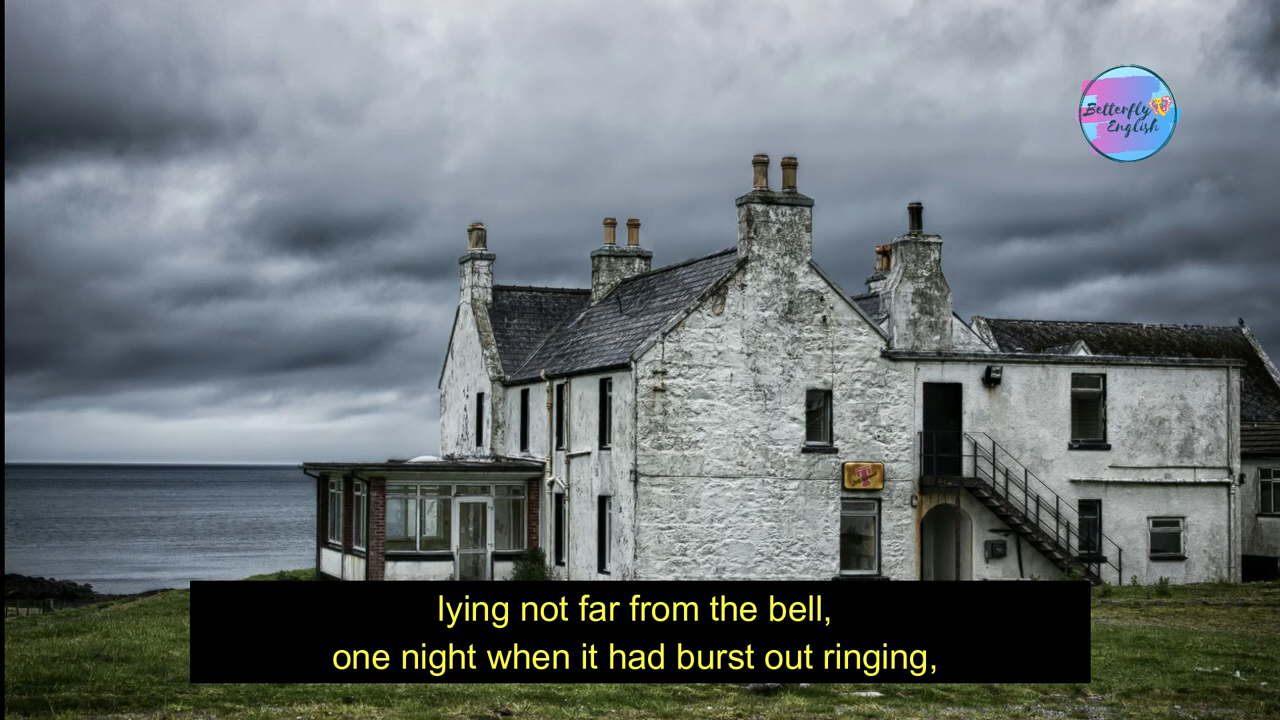 Betterfly
English
T
lying not far from the bell,
one night when it had burst out ringing,